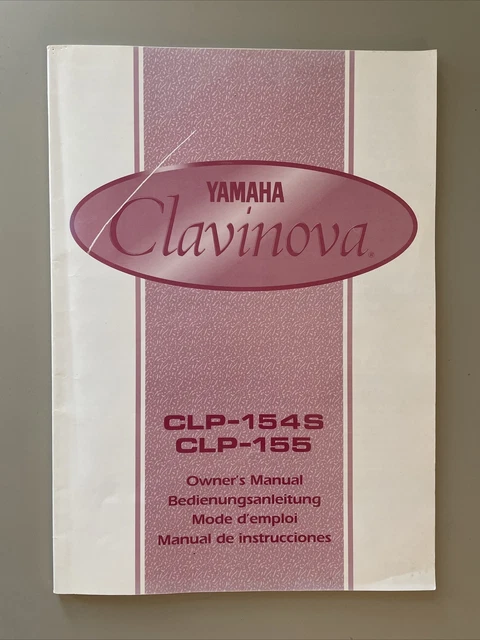 YAMAHA
Clavinova®
CLP-154S
CLP-155
Owner's Manual
Bedienungsanleitung
Mode d'emploi
Manual de instrucciones